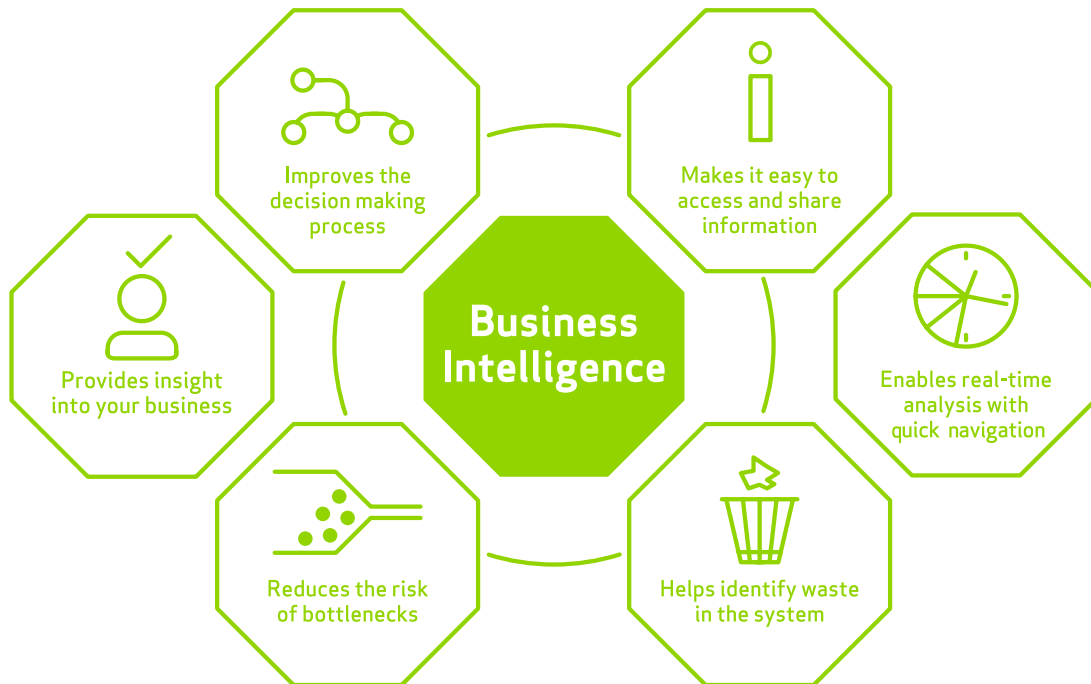 Improves the
decision making
process
Makes it easy to
access and share
information
Provides insight
into your business
Business
Intelligence
Enables real-time
analysis with
quick navigation
Reduces the risk
of bottlenecks
Helps identify waste
in the system